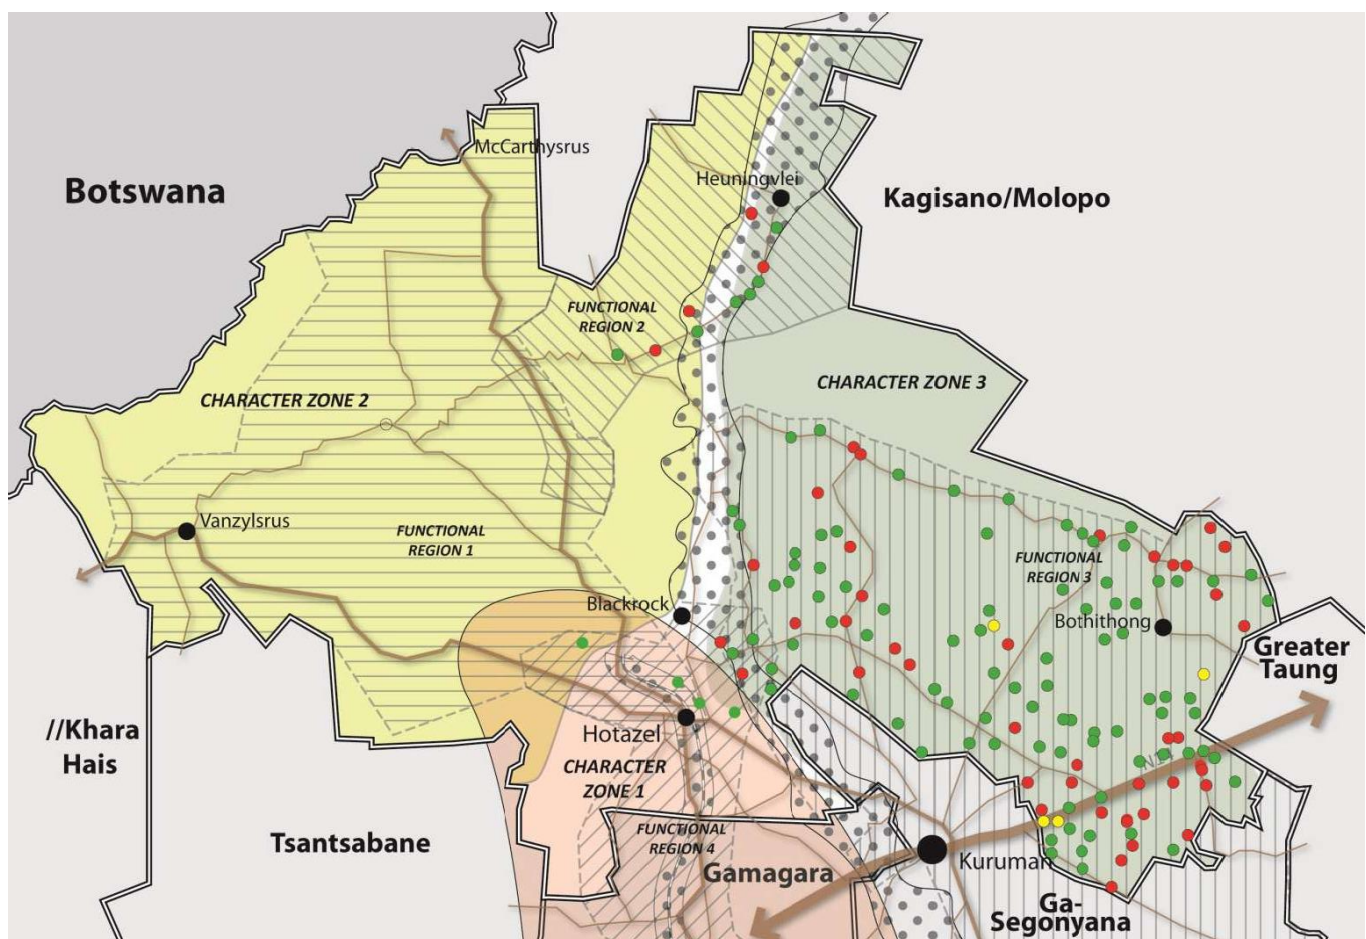 McCarthysrus
Botswana
Heuningvlei
Kagisano/Molopo
FUNCTIONAL
REGION 2
CHARACTER ZONE 3
CHARACTER ZONE 2
Vanzylsrus
FUNCTIONAL
REGION 1
FUNCTIONAL
REGION 3
Blackrock
Bothithong
Greater
Taung
//Khara
Hais
Hotazel
CHARACTER
ZONE 1
N14
Tsantsabane
FUNCTIONAL
REGION 4
Gamagara
Kuruman
Ga-
Segonyana